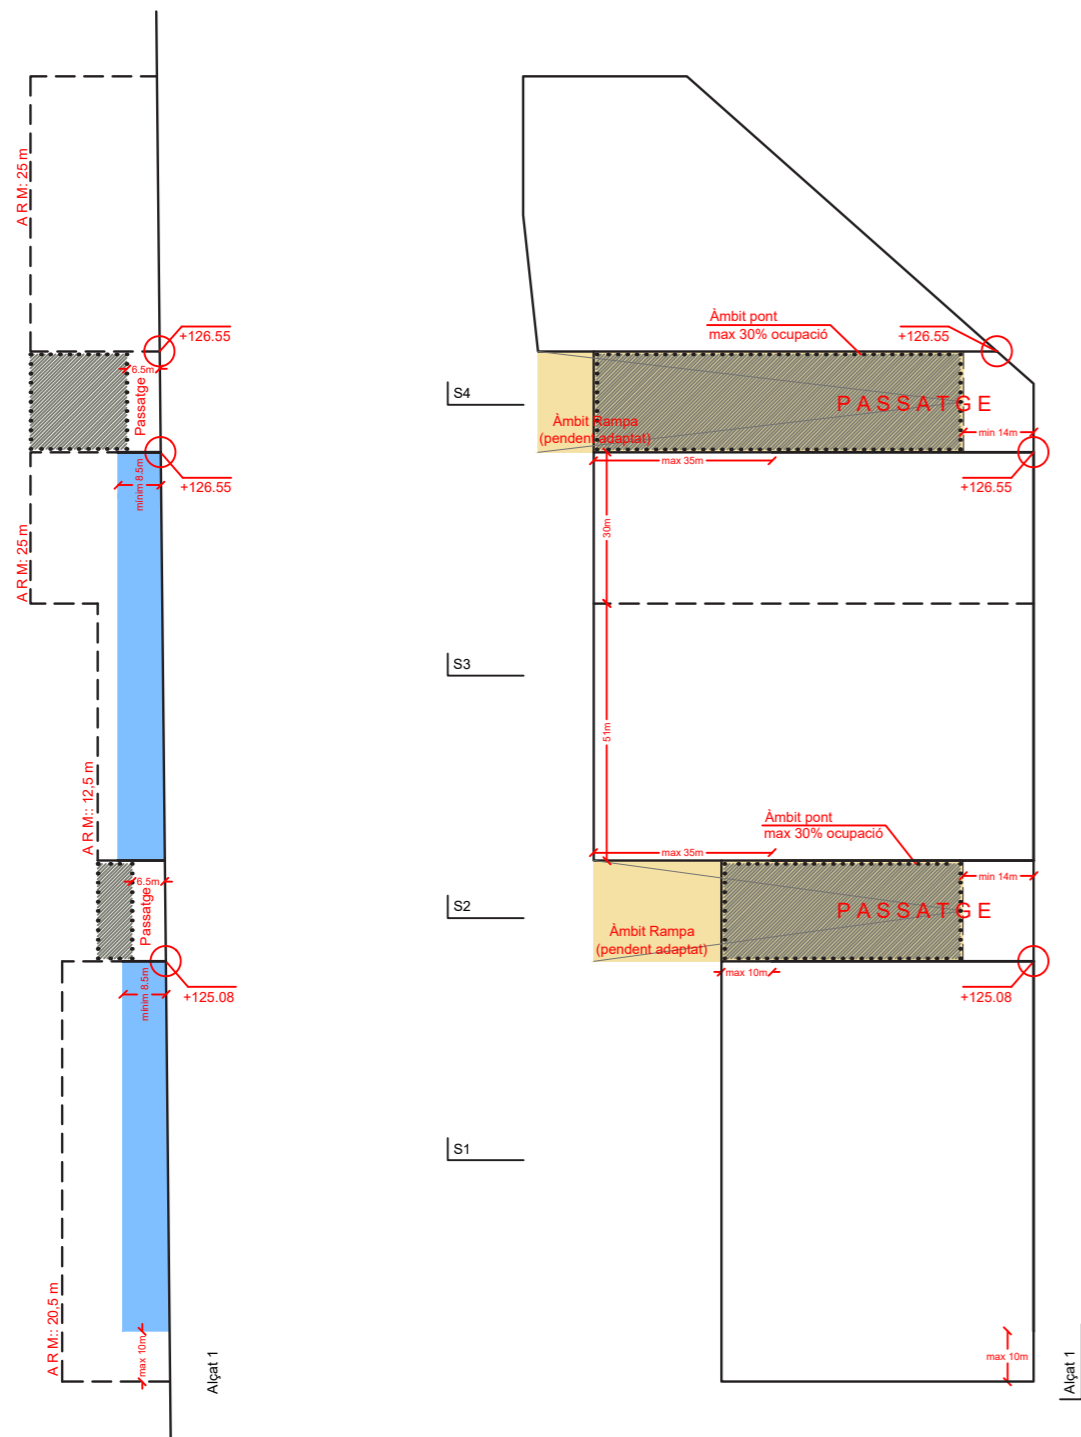 A R M: 25 m
+126.55
6.5m
Passatge
+126.55
mínim 8.5m
A R M: 25 m
A R M:: 12,5 m
6.5m
Passatge
+125.08
mínim 8.5m
A R M:: 20,5 m
max 10m
Alçat 1
S4
S3
S2
S1
Àmbit pont
max 30% ocupació
+126.55
PASSATGE
Àmbit Rampa
(pendent adaptat)
min 14m
max 35m
+126.55
30m
51m
Àmbit pont
max 30% ocupació
max 35m
min 14m
PASSATGE
Àmbit Rampa
(pendent adaptat)
max 10m
+125.08
max 10m
Alçat 1